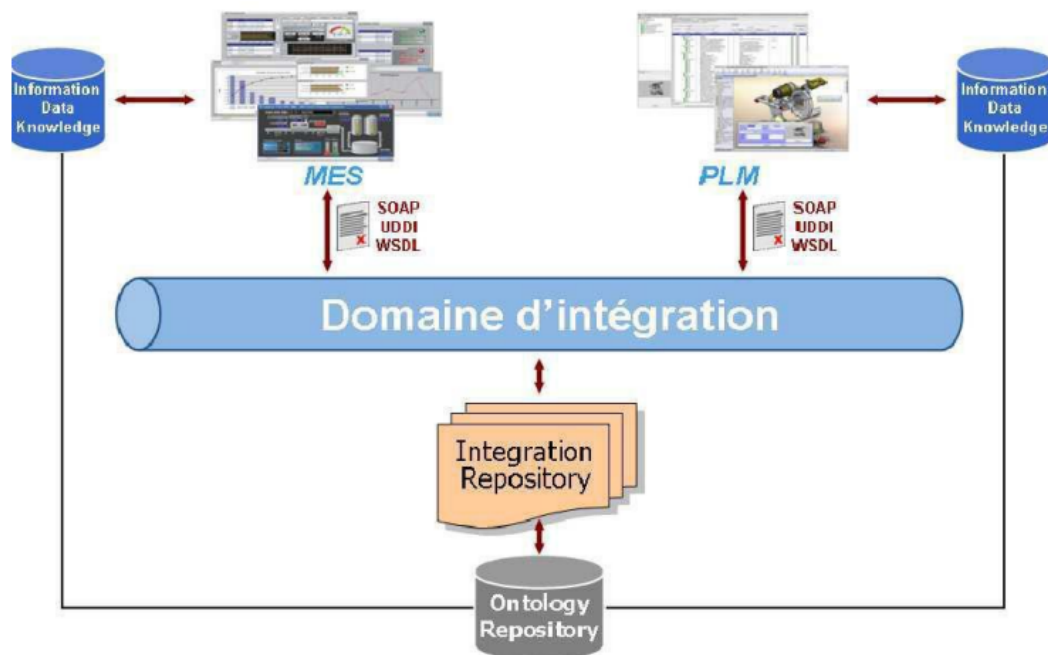 Information
Data
Knowledge
Information
Data
Knowledge
MES
PLM
SOAP
UDDI
WSDL
SOAP
UDDI
WSDL
Domaine d'intégration
Integration
Repository
Ontology
Repository